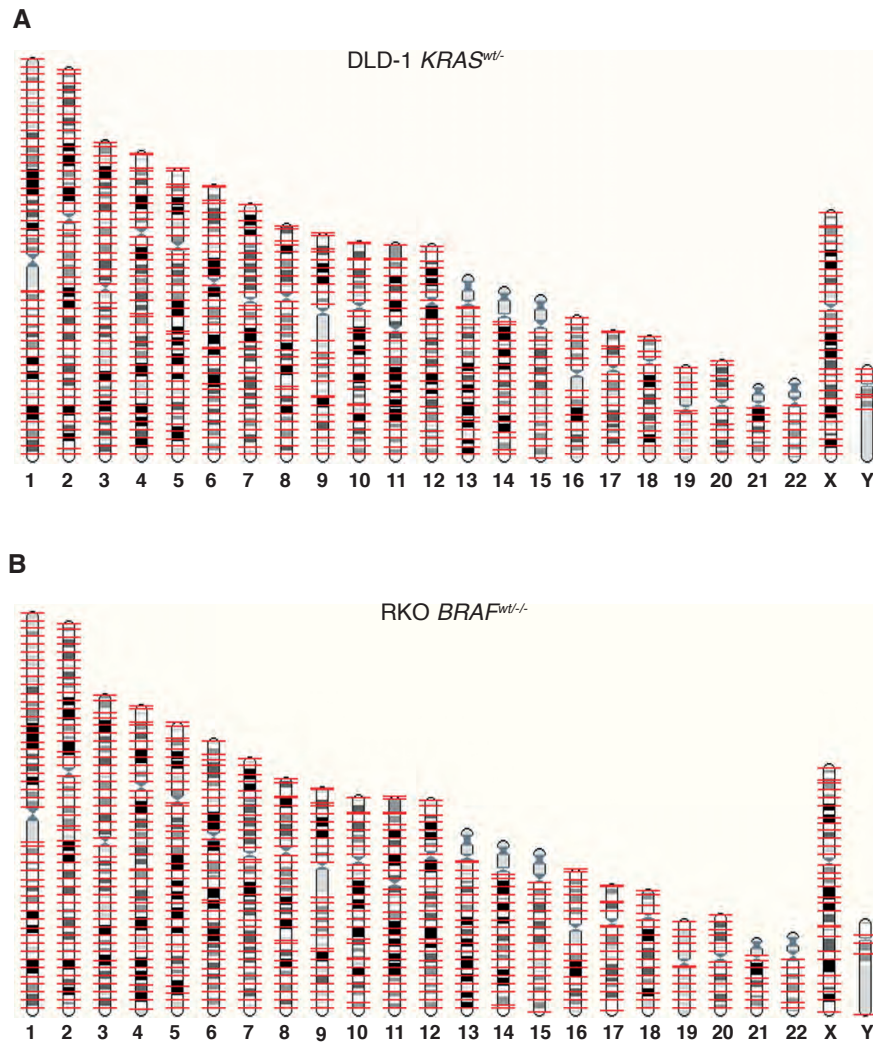 A
DLD-1 KRASwt/-
1 2 3 4 5 6 7 8 9 10 11 12 13 14 15 16 17 18 19 20 21 22 X Y
B
RKO BRAFwt/-/-
1 2 3 4 5 6 7 8 9 10 11 12 13 14 15 16 17 18 19 20 21 22 X Y